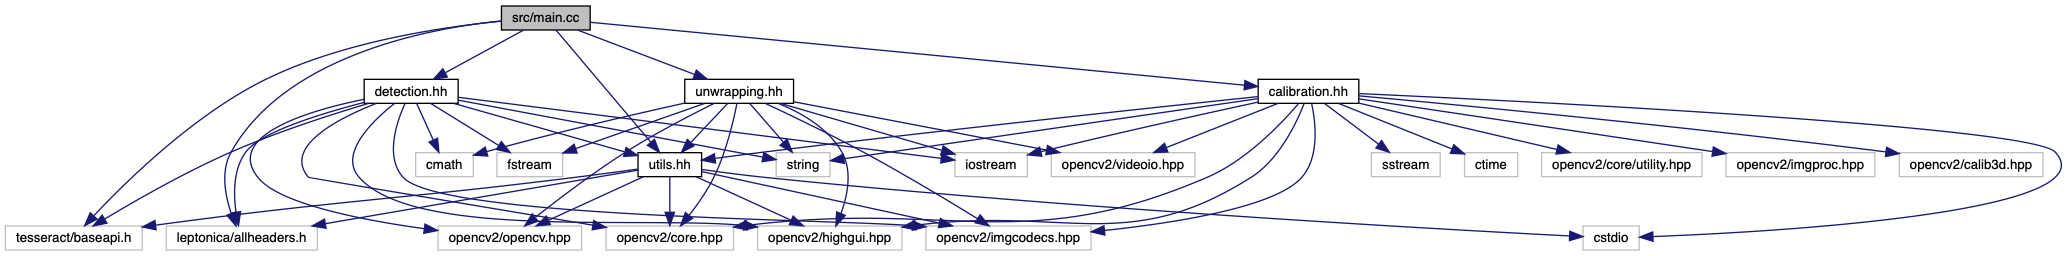 src/main.cc
detection.hh
unwrapping.hh
calibration.hh
cmath
fstream
utils.hh
string
iostream
opencv2/videoio.hpp
sstream
ctime
opencv2/core/utility.hpp
opencv2/imgproc.hpp
opencv2/calib3d.hpp
tesseract/baseapi.h
leptonica/allheaders.h
opencv2/opencv.hpp
opencv2/core.hpp
opencv2/highgui.hpp
opencv2/imgcodecs.hpp
cstdio